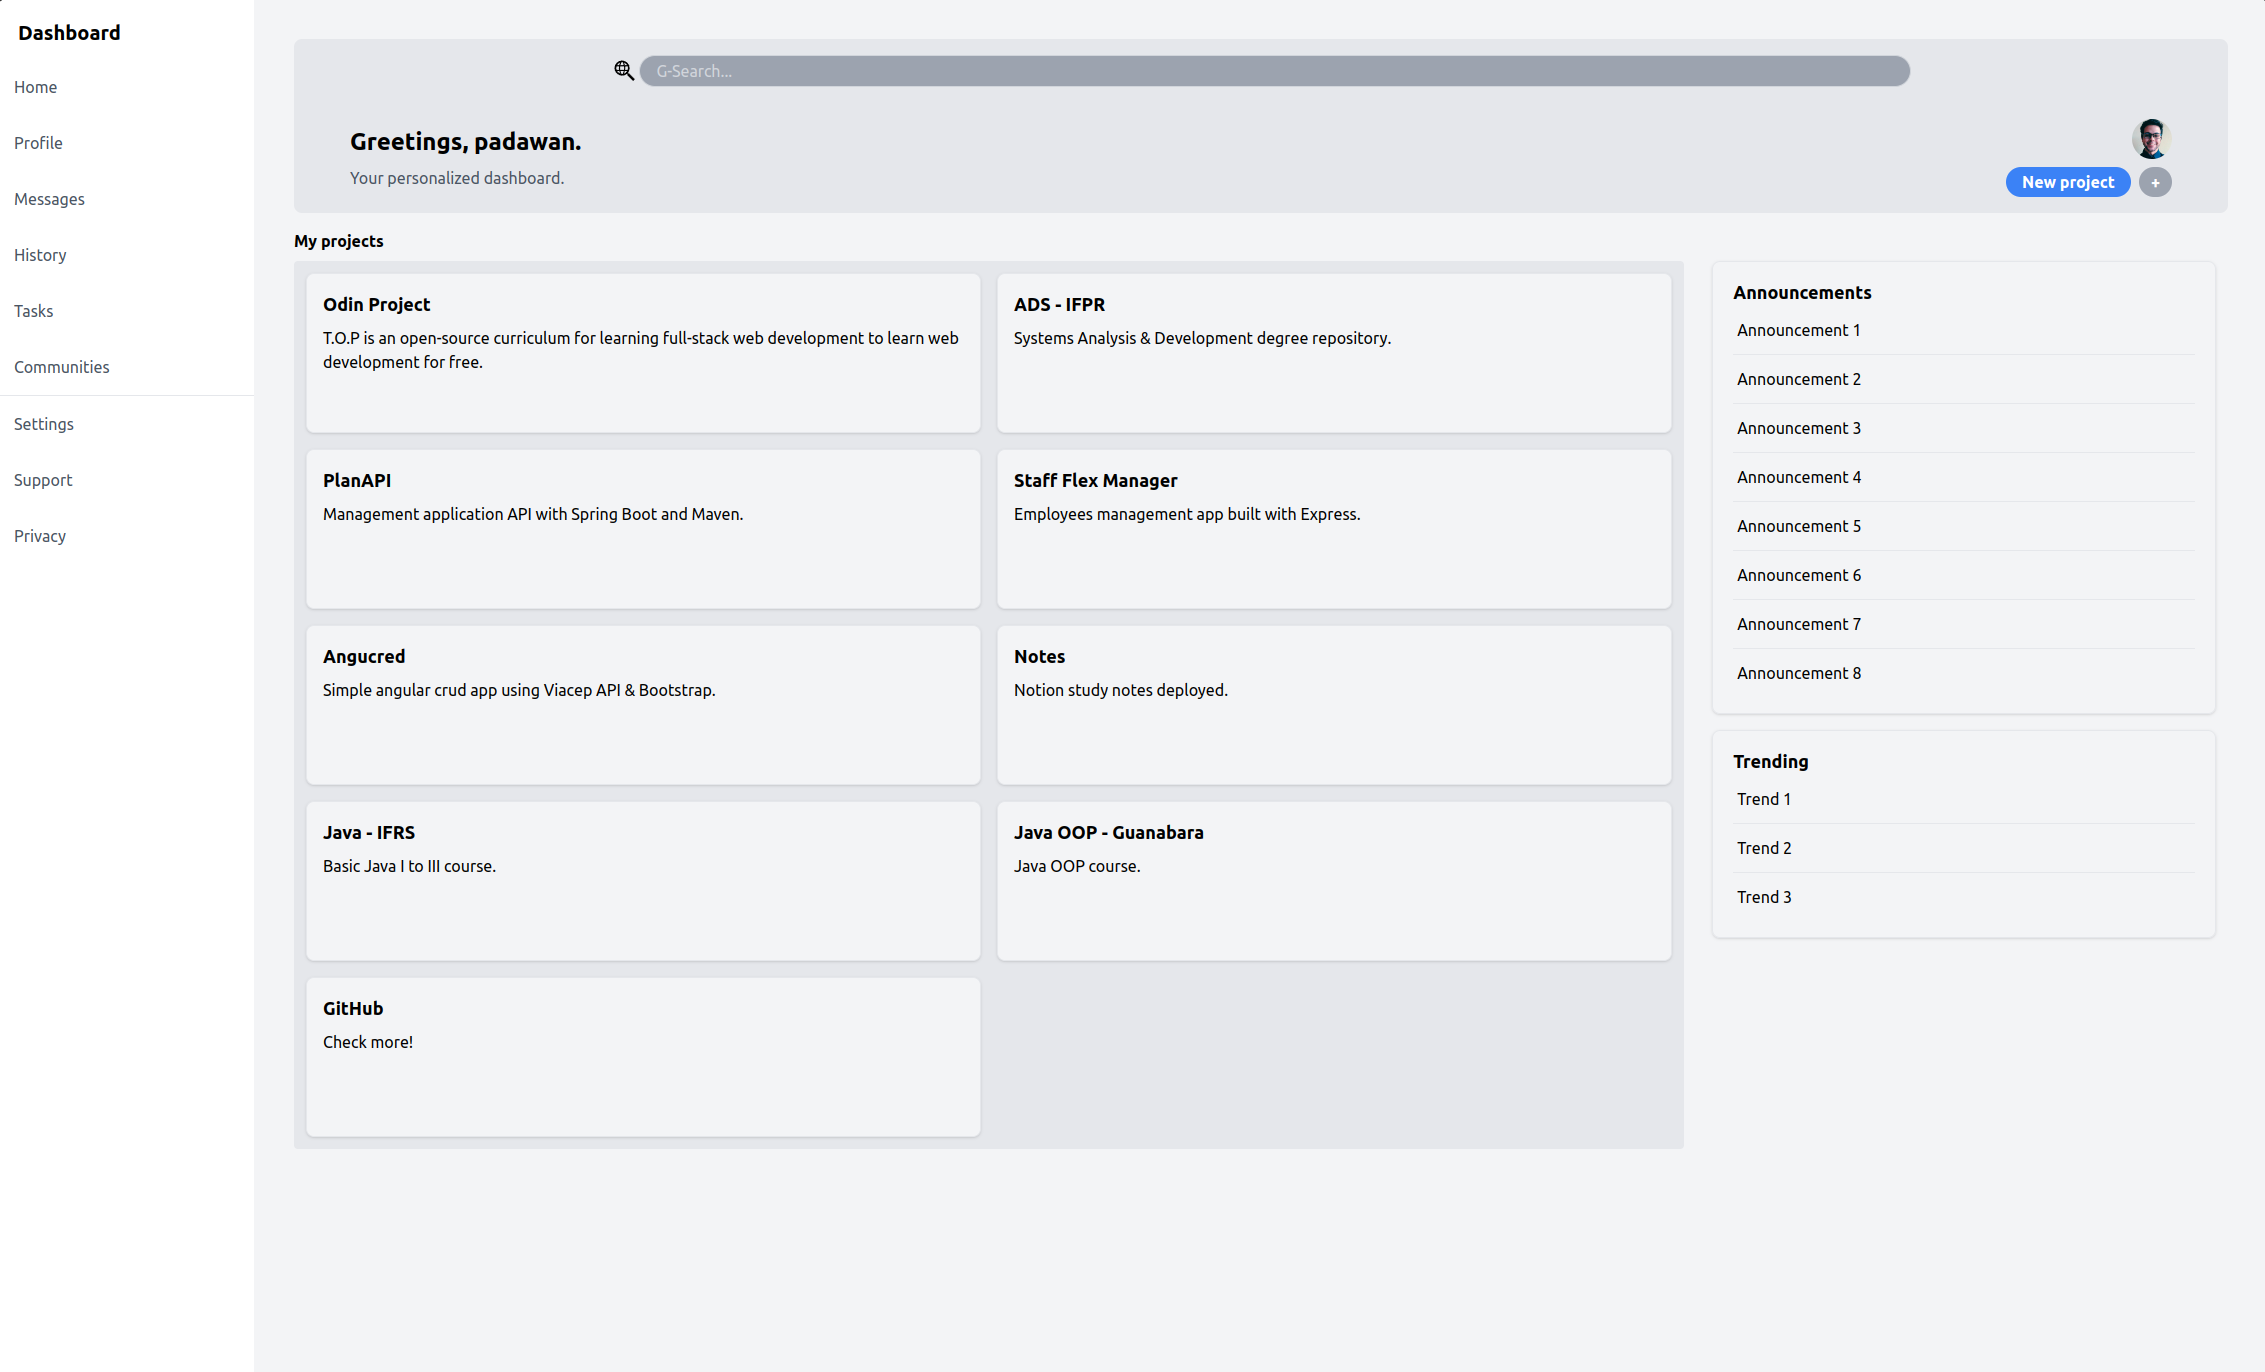 Dashboard
Home
Profile
Messages
History
Tasks
Communities
Settings
Support
Privacy
G-Search...
Greetings, padawan.
Your personalized dashboard.
New project
+
My projects
Odin Project
T.O.P is an open-source curriculum for learning full-stack web development to learn web
development for free.
ADS - IFPR
Systems Analysis & Development degree repository.
PlanAPI
Management application API with Spring Boot and Maven.
Staff Flex Manager
Employees management app built with Express.
Angucred
Simple angular crud app using Viacep API & Bootstrap.
Notes
Notion study notes deployed.
Java - IFRS
Basic Java I to III course.
Java OOP - Guanabara
Java OOP course.
GitHub
Check more!
Announcements
Announcement 1
Announcement 2
Announcement 3
Announcement 4
Announcement 5
Announcement 6
Announcement 7
Announcement 8
Trending
Trend 1
Trend 2
Trend 3